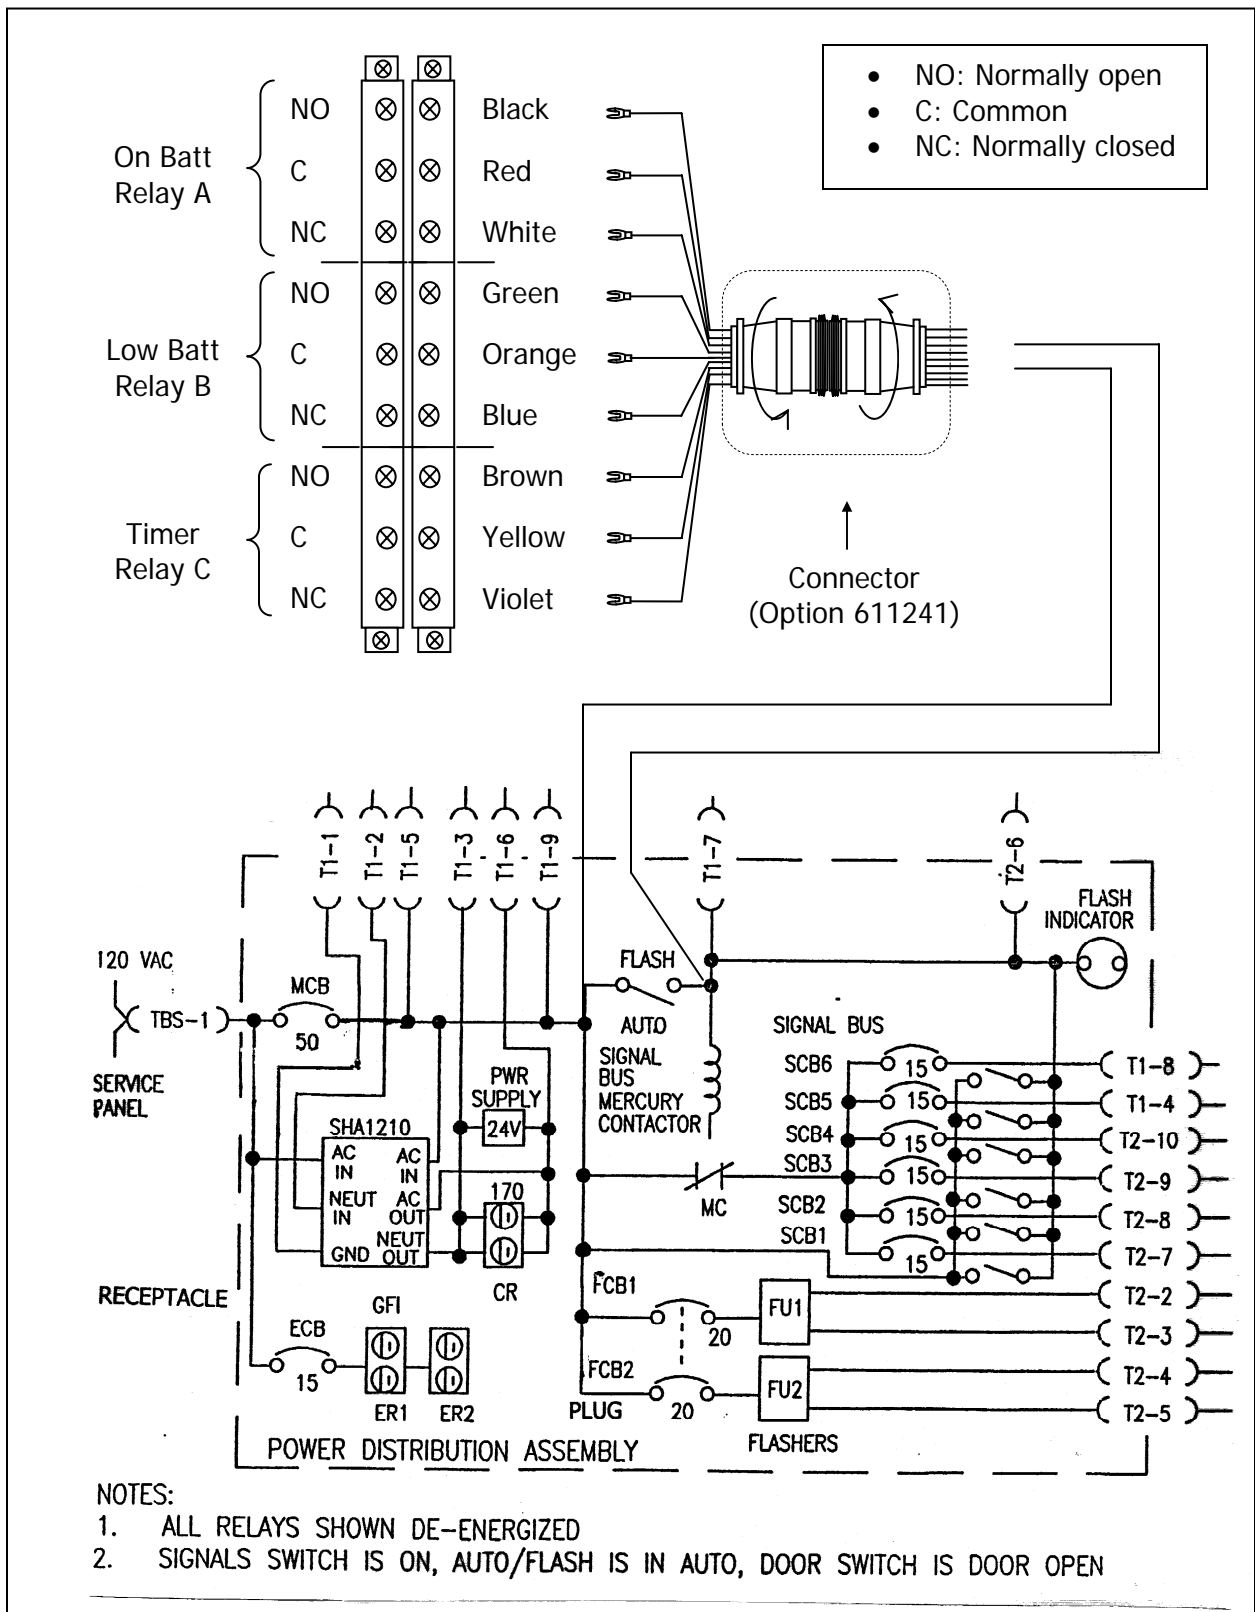 • NO: Normally open
• C: Common
• NC: Normally closed
On Batt
Relay A
NO Black
C Red
NC White
Low Batt
Relay B
NO Green
C Orange
NC Blue
Timer
Relay C
NO Brown
C Yellow
NC Violet
Connector
(Option 611241)
T1-1
T1-2
T1-5
T1-3
T1-6
T1-9
T1-7
T2-6
FLASH
INDICATOR
120 VAC
TBS-1
SERVICE
PANEL
MCB
50
FLASH
AUTO
SIGNAL
BUS
MERCURY
CONTACTOR
PWR
SUPPLY
24V
SHA1210
AC
IN
AC
IN
NEUT
IN
AC
OUT
NEUT
OUT
GND
170
CR
MC
SIGNAL BUS
SCB6
15
SCB5
15
SCB4
15
SCB3
15
SCB2
15
SCB1
15
T1-8
T1-4
T2-10
T2-9
T2-8
T2-7
T2-2
T2-3
T2-4
T2-5
RECEPTACLE
ECB
15
GFI
ER1
ER2
FCB1
20
FU1
FCB2
20
FU2
PLUG
FLASHERS
POWER DISTRIBUTION ASSEMBLY
NOTES:
1. ALL RELAYS SHOWN DE-ENERGIZED
2. SIGNALS SWITCH IS ON, AUTO/FLASH IS IN AUTO, DOOR SWITCH IS DOOR OPEN